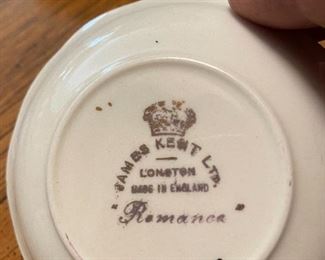 "JAMES KENT LTD.
LONGTON
MADE IN ENGLAND
Romance"